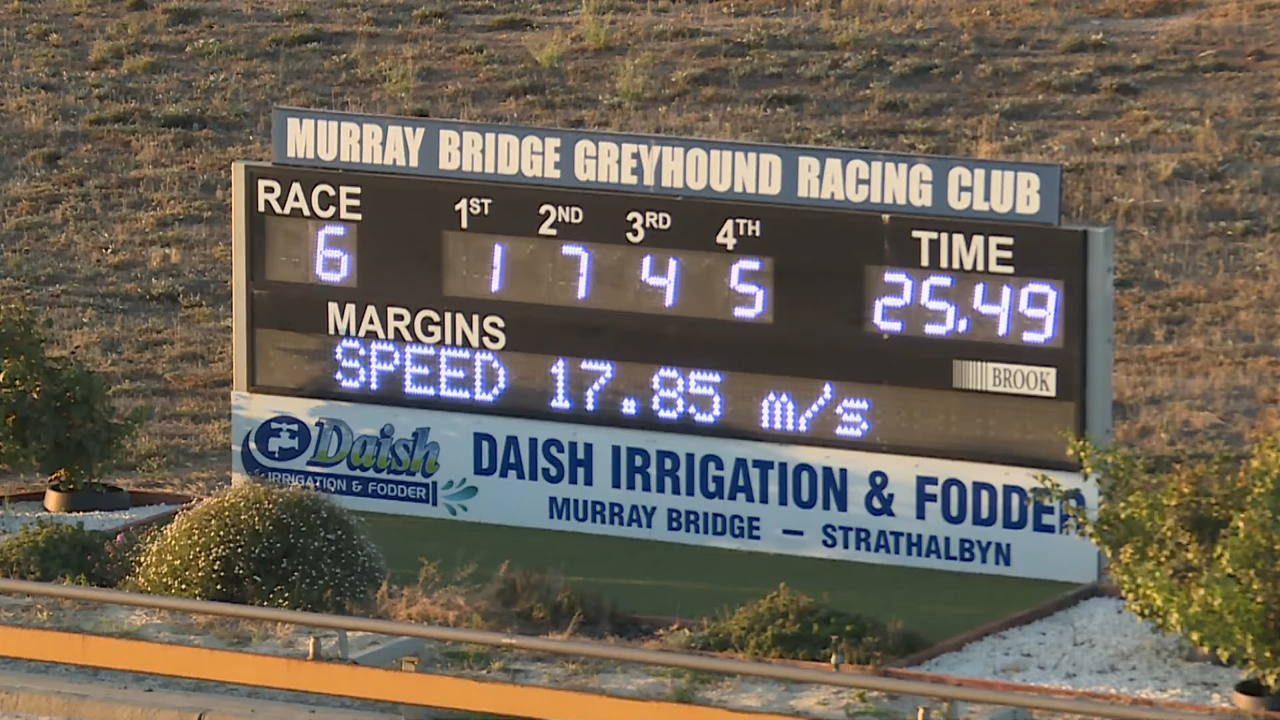 MURRAY BRIDGE GREYHOUND RACING CLUB
RACE 1ST 2ND 3RD 4TH TIME
6 1 7 4 5 25.49
MARGINS
SPEED 17.85 m/s
BROOK
Daish
IRRIGATION & FODDER
DAISH IRRIGATION & FODDER
MURRAY BRIDGE – STRATHALBYN